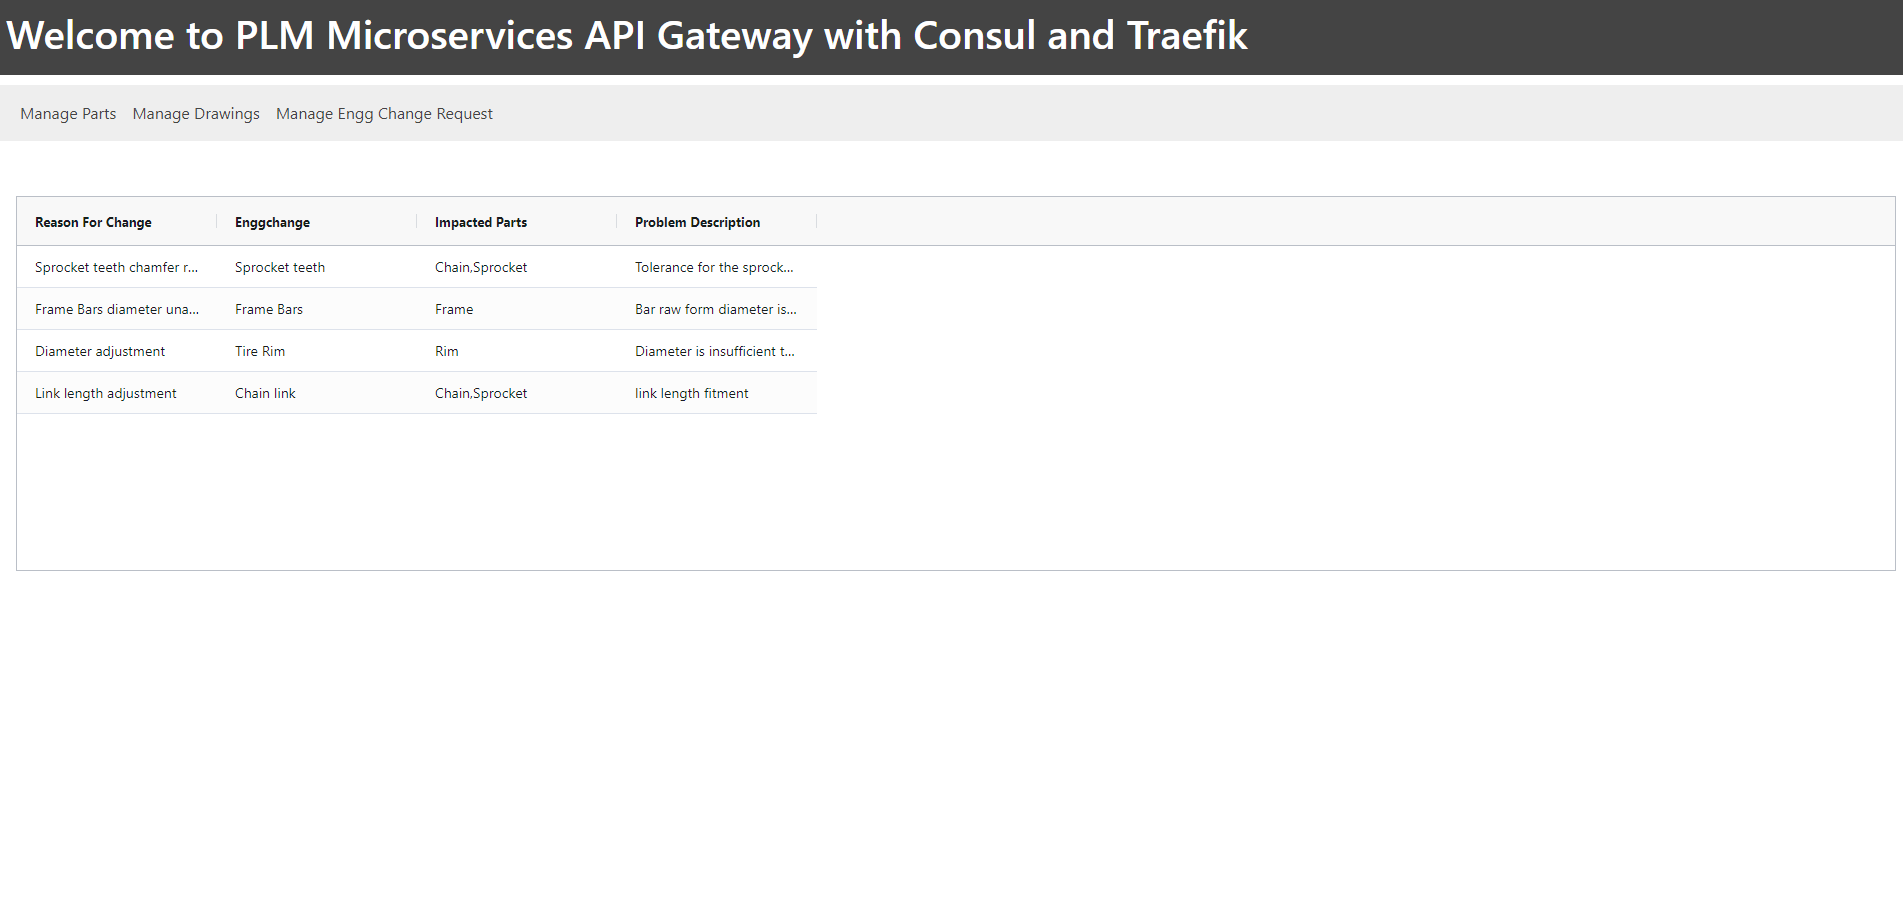 Welcome to PLM Microservices API Gateway with Consul and Traefik
Manage Parts Manage Drawings Manage Engg Change Request
Reason For Change Enggchange Impacted Parts Problem Description
Sprocket teeth chamfer r... Sprocket teeth Chain,Sprocket Tolerance for the sprock...
Frame Bars diameter una... Frame Bars Frame Bar raw form diameter is...
Diameter adjustment Tire Rim Rim Diameter is insufficient t...
Link length adjustment Chain link Chain,Sprocket link length fitment